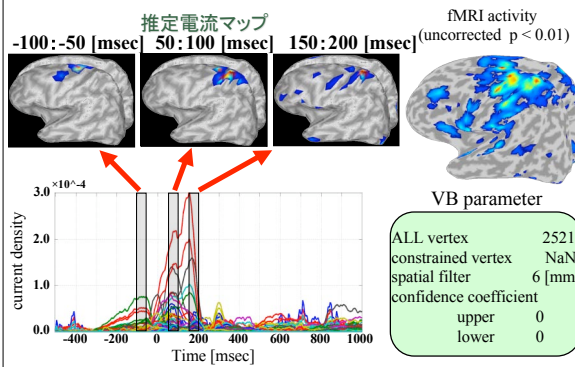 推定電流マップ
-100:-50 [msec]
50:100 [msec]
150:200 [msec]
fMRI activity
(uncorrected p < 0.01)
×10^-4
3.0
2.0
1.0
0.0
current density
-400
-200
0
200
400
600
800
1000
Time [msec]
VB parameter
ALL vertex 2521
constrained vertex NaN
spatial filter 6 [mm
confidence coefficient
upper 0
lower 0